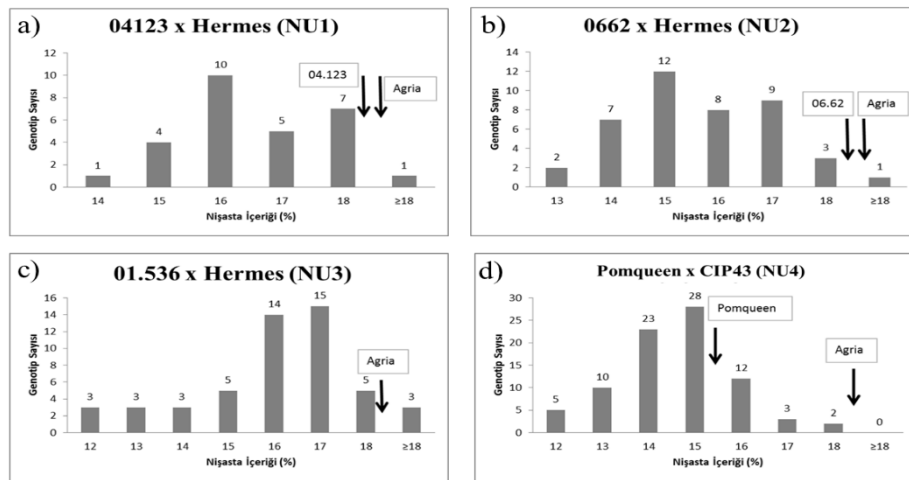 a)
04123 x Hermes (NU1)
Genotip Sayısı
12
10
8
6
4
2
0
1
4
10
5
7
1
04.123
Agria
14 15 16 17 18 ≥18
Nişasta İçeriği (%)
b)
0662 x Hermes (NU2)
Genotip Sayısı
14
12
10
8
6
4
2
0
2
7
12
8
9
3
1
06.62
Agria
13 14 15 16 17 18 ≥18
Nişasta İçeriği (%)
c)
01.536 x Hermes (NU3)
Genotip Sayısı
16
14
12
10
8
6
4
2
0
3
3
3
5
14
15
5
3
Agria
12 13 14 15 16 17 18 ≥18
Nişasta İçeriği (%)
d)
Pomqueen x CIP43 (NU4)
Genotip Sayısı
30
25
20
15
10
5
0
5
10
23
28
12
3
2
0
Pomqueen
Agria
12 13 14 15 16 17 18 ≥18
Nişasta İçeriği (%)